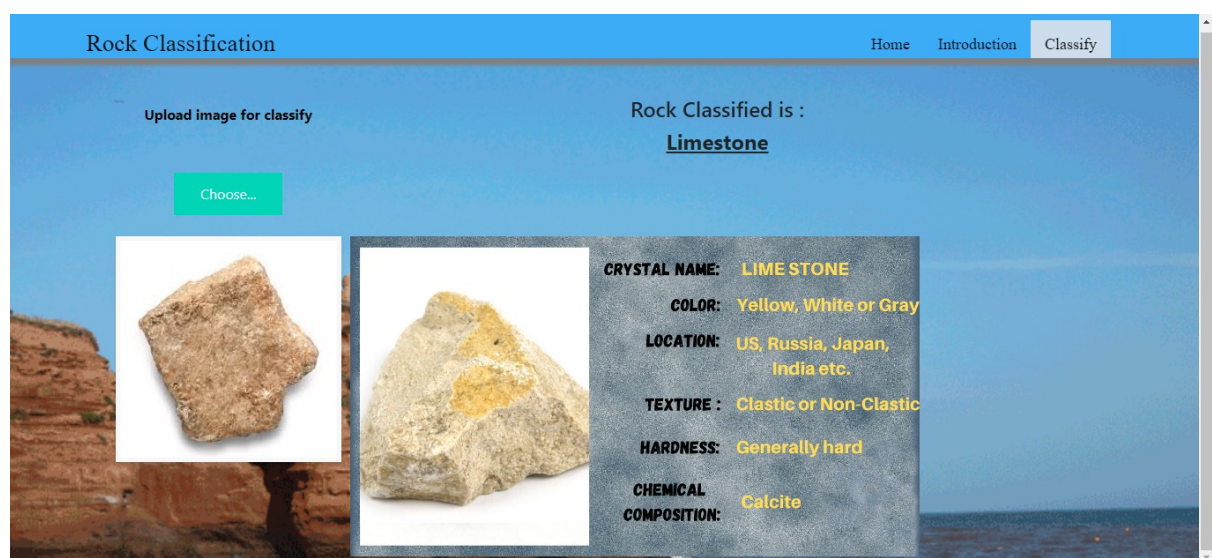 Rock Classification
Home Introduction Classify
Upload image for classify
Choose...
Rock Classified is :
Limestone
CRYSTAL NAME: LIME STONE
COLOR: Yellow, White or Gray
LOCATION: US, Russia, Japan,
India etc.
TEXTURE : Clastic or Non-Clastic
HARDNESS: Generally hard
CHEMICAL
COMPOSITION: Calcite